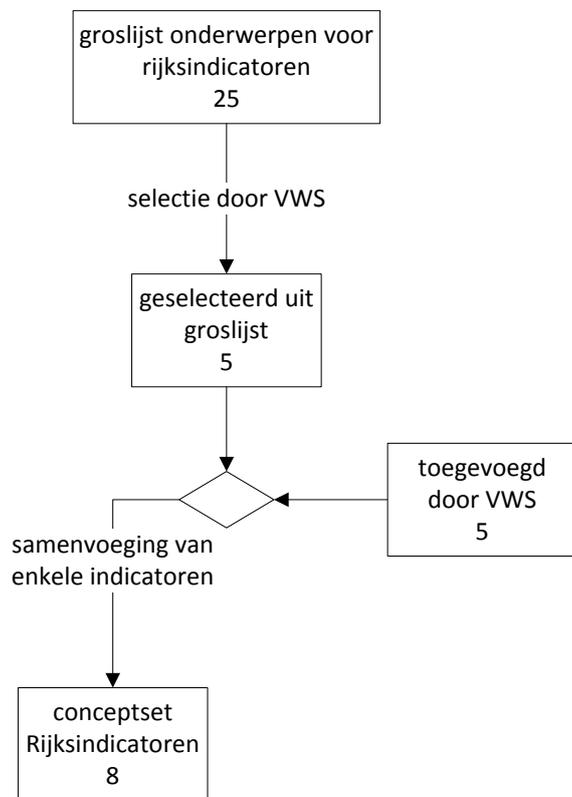 groslijst onderwerpen voor
rijksindicatoren
25
selectie door VWS
geselecteerd uit
groslijst
5
toegevoegd
door VWS
5
samenvoeging van
enkele indicatoren
conceptset
Rijksindicatoren
8